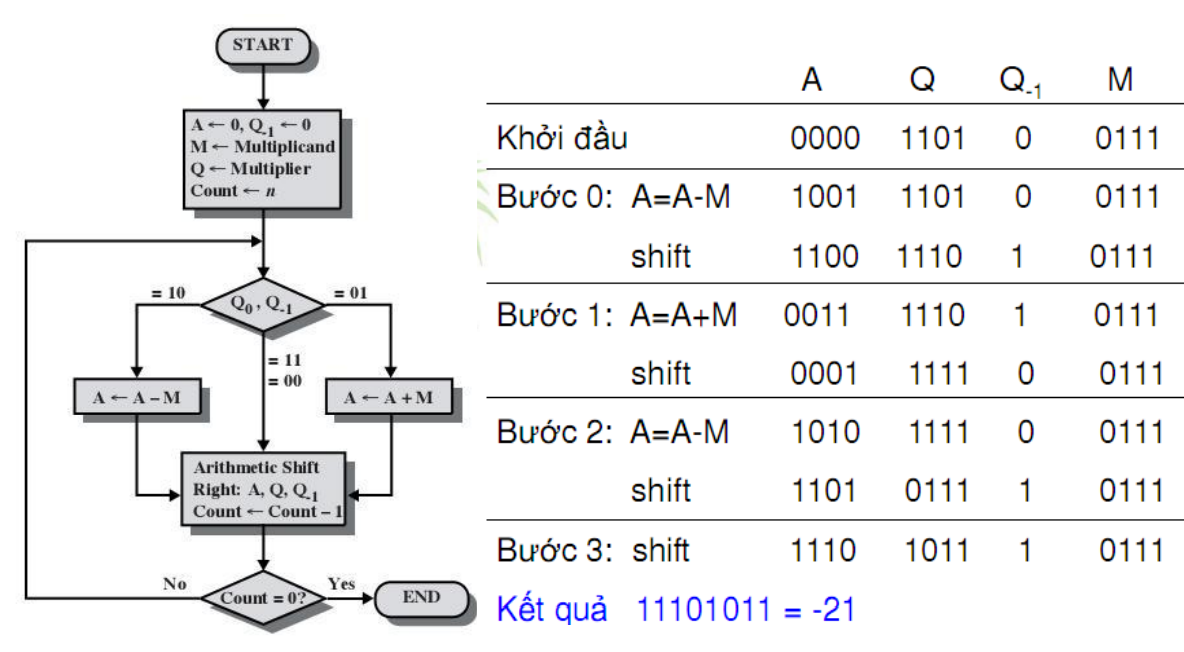 START
A ← 0, Q-1 ← 0
M ← Multiplicand
Q ← Multiplier
Count ← n
= 10
Q0, Q-1
= 01
= 11
= 00
A ← A – M
A ← A + M
Arithmetic Shift
Right: A, Q, Q-1
Count ← Count – 1
No
Count = 0?
Yes
END
A Q Q-1 M
Khởi đầu 0000 1101 0 0111
Bước 0: A=A-M 1001 1101 0 0111
shift 1100 1110 1 0111
Bước 1: A=A+M 0011 1110 1 0111
shift 0001 1111 0 0111
Bước 2: A=A-M 1010 1111 0 0111
shift 1101 0111 1 0111
Bước 3: shift 1110 1011 1 0111
Kết quả 11101011 = -21